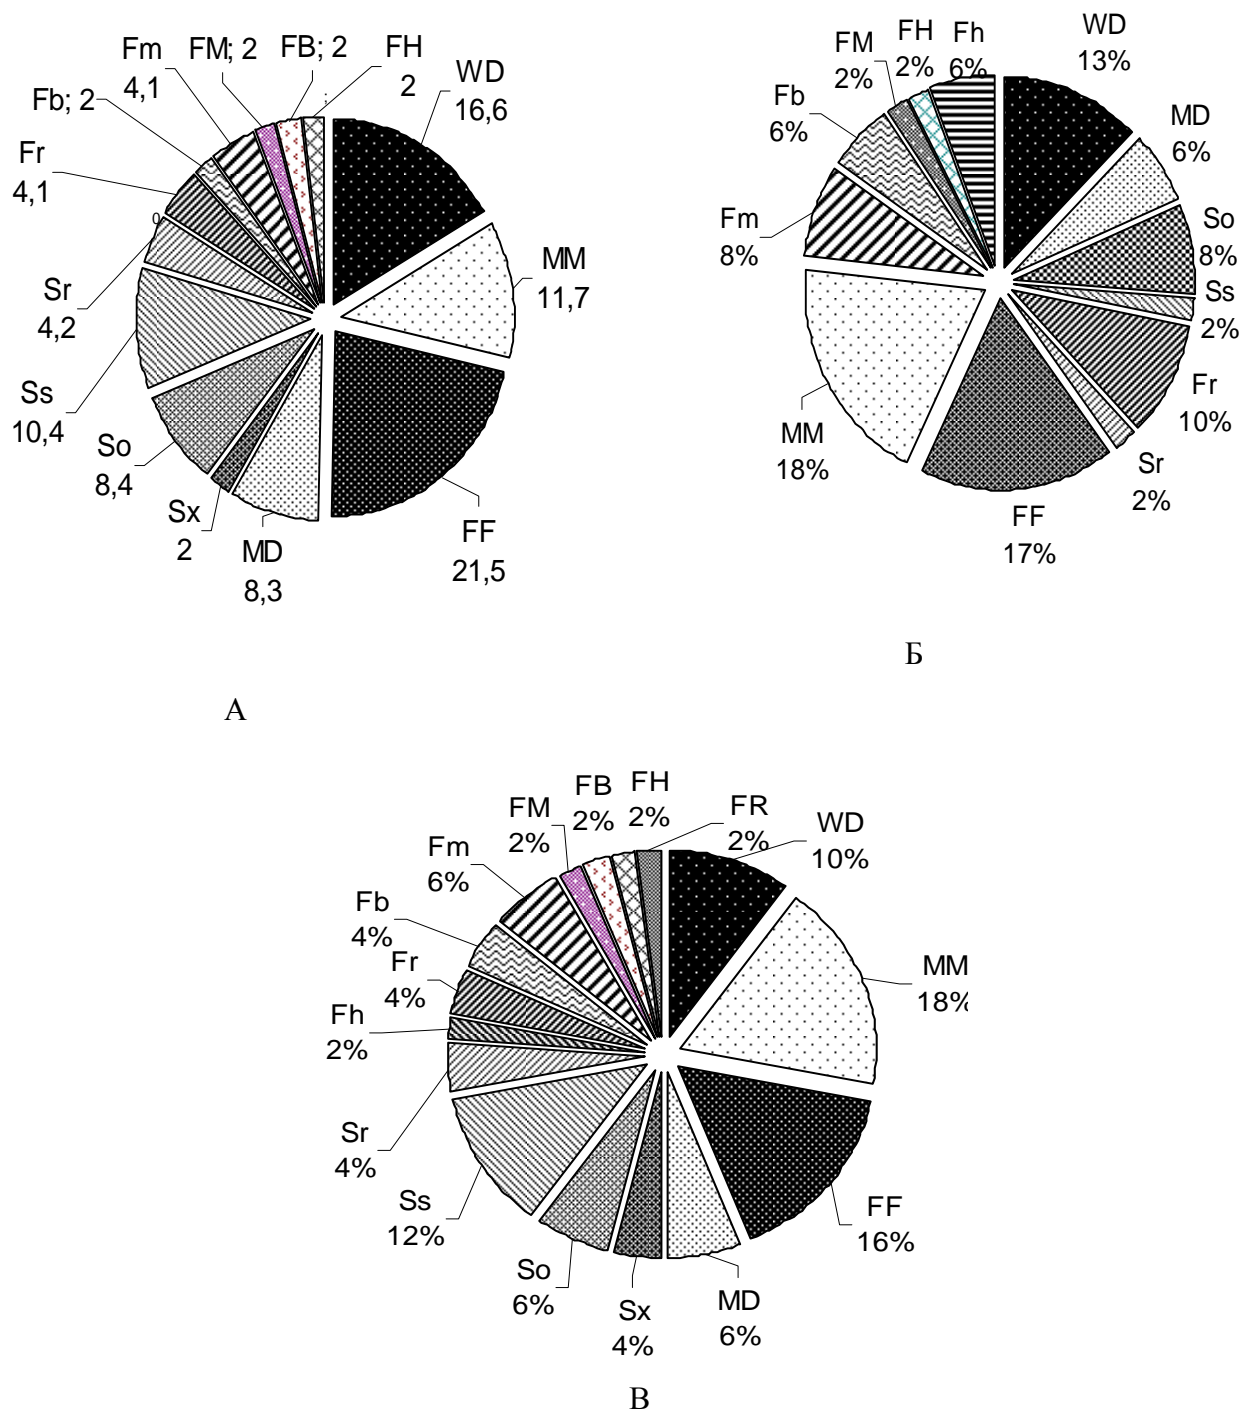 Fm
4,1
FM; 2
FB; 2
FH
2
WD
16,6
Fb; 2
Fr
4,1
0
MM
11,7
Sr
4,2
Ss
10,4
So
8,4
Sx
2
MD
8,3
FF
21,5
А
FM
2%
FH
2%
Fh
6%
WD
13%
Fb
6%
MD
6%
Fm
8%
So
8%
Ss
2%
Fr
10%
MM
18%
Sr
2%
FF
17%
Б
FM
2%
FB
2%
FH
2%
FR
2%
WD
10%
Fm
6%
Fb
4%
Fr
4%
MM
18%
Fh
2%
Sr
4%
Ss
12%
FF
16%
So
6%
Sx
4%
MD
6%
В